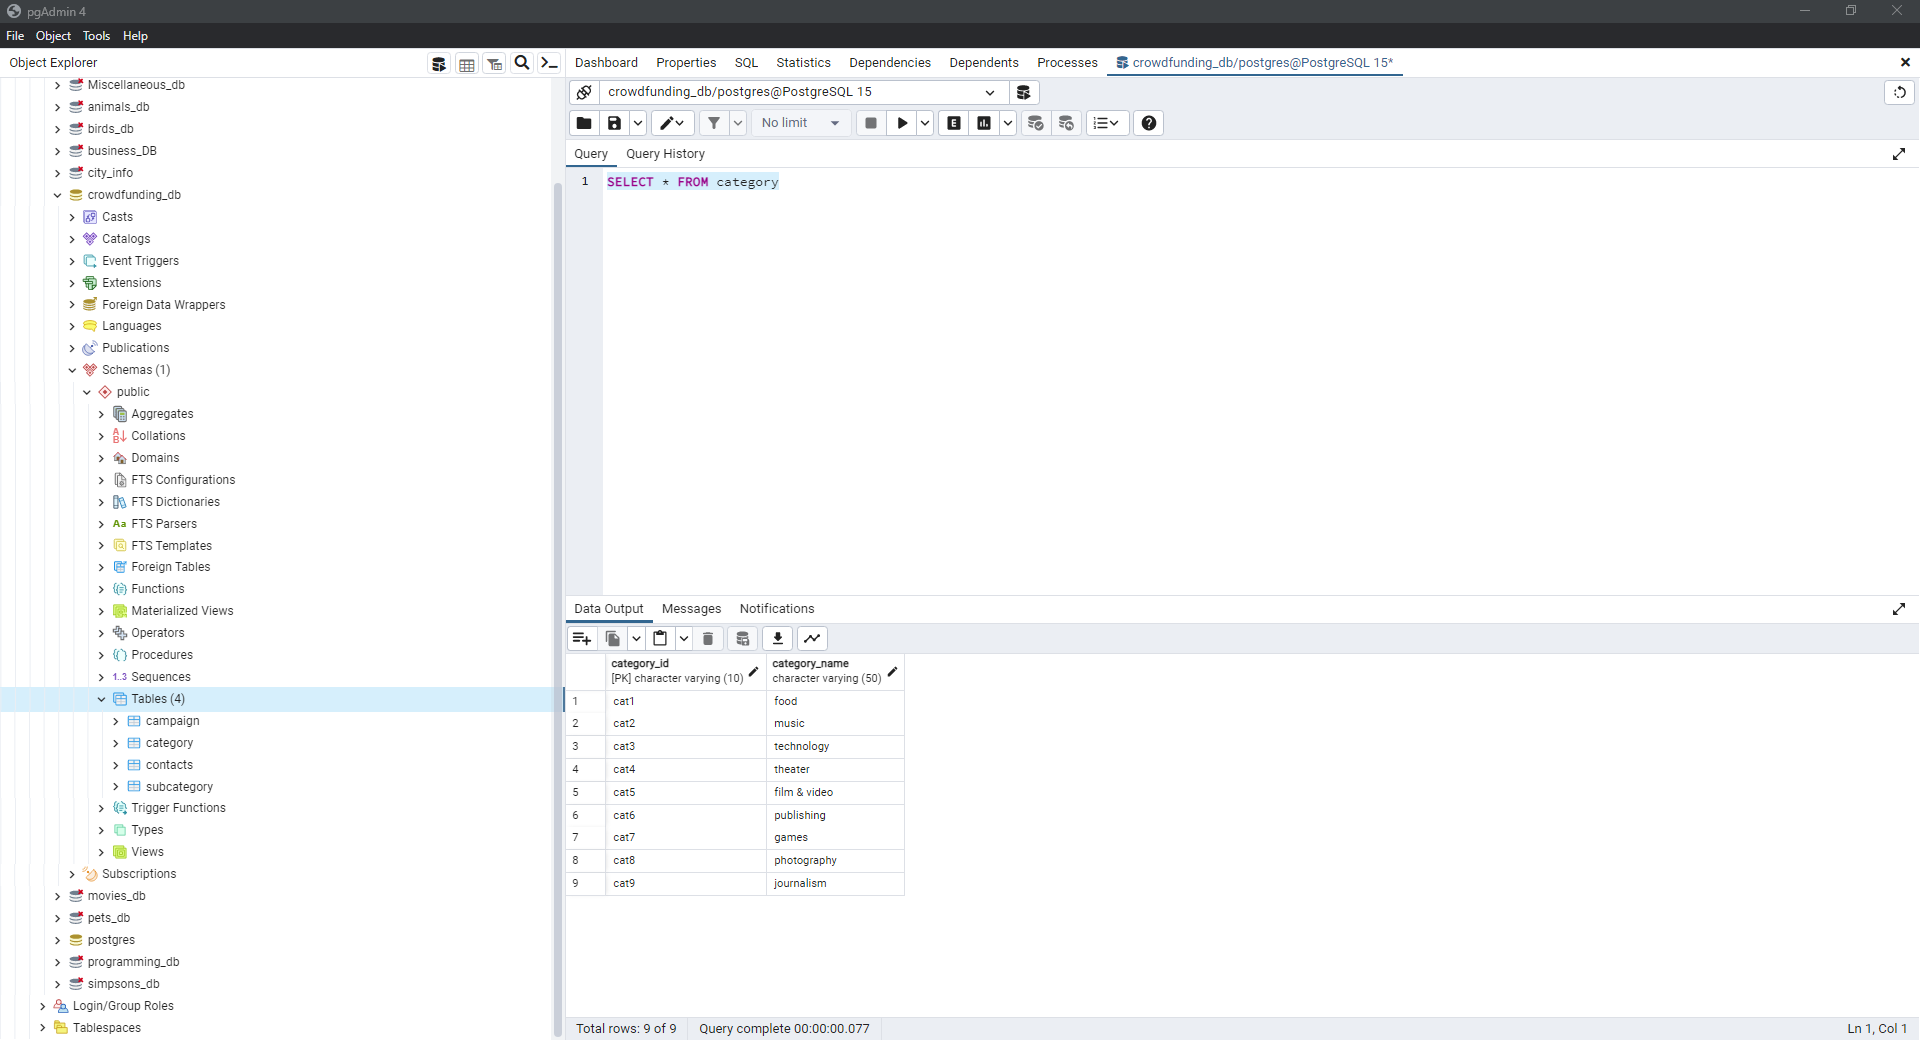 pgAdmin 4
File Object Tools Help
Object Explorer
Miscellaneous_db
animals_db
birds_db
business_DB
city_info
crowdfunding_db
Casts
Catalogs
Event Triggers
Extensions
Foreign Data Wrappers
Languages
Publications
Schemas (1)
public
Aggregates
Collations
Domains
FTS Configurations
FTS Dictionaries
Aa FTS Parsers
FTS Templates
Foreign Tables
Functions
Materialized Views
Operators
Procedures
1..3 Sequences
Tables (4)
campaign
category
contacts
subcategory
Trigger Functions
Types
Views
Subscriptions
movies_db
pets_db
postgres
programming_db
simpsons_db
Login/Group Roles
Tablespaces
Dashboard Properties SQL Statistics Dependencies Dependents Processes crowdfunding_db/postgres@PostgreSQL 15*
crowdfunding_db/postgres@PostgreSQL 15
No limit E
Query Query History
1 SELECT * FROM category
Data Output Messages Notifications
category_id category_name
[PK] character varying (10) character varying (50)
1 cat1 food
2 cat2 music
3 cat3 technology
4 cat4 theater
5 cat5 film & video
6 cat6 publishing
7 cat7 games
8 cat8 photography
9 cat9 journalism
Total rows: 9 of 9 Query complete 00:00:00.077 Ln 1, Col 1